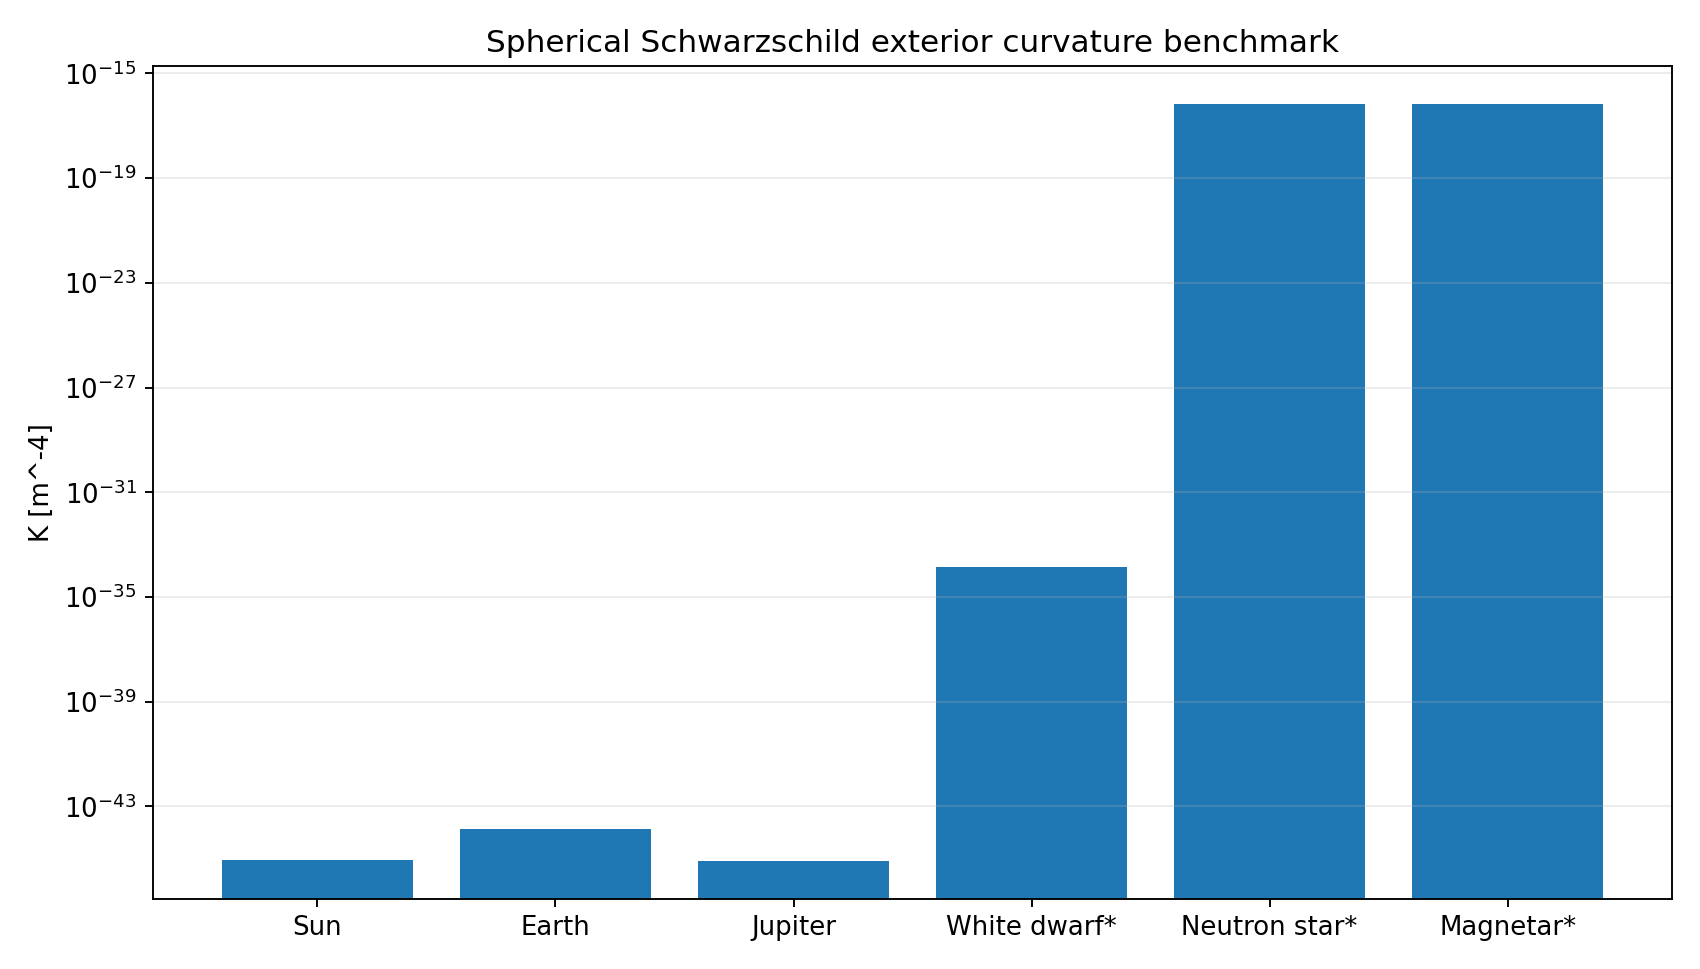 Spherical Schwarzschild exterior curvature benchmark
K [m^-4]
10⁻¹⁵
10⁻¹⁹
10⁻²³
10⁻²⁷
10⁻³¹
10⁻³⁵
10⁻³⁹
10⁻⁴³
Sun Earth Jupiter White dwarf* Neutron star* Magnetar*